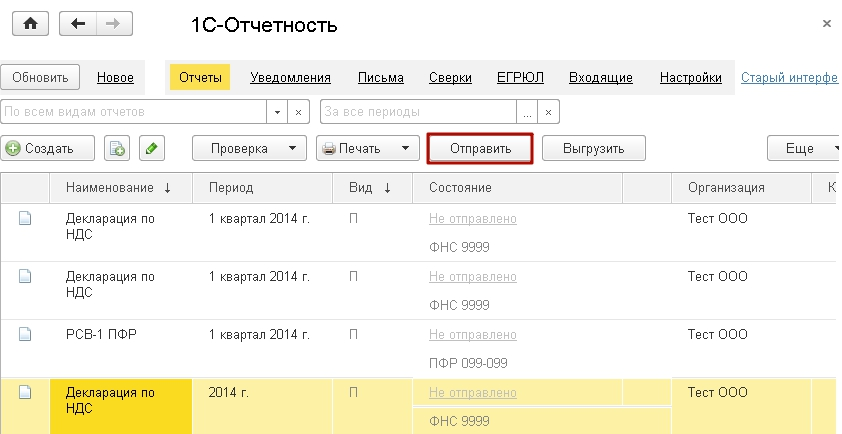 1С-Отчетность
×
Обновить Новое Отчеты Уведомления Письма Сверки ЕГРЮЛ Входящие Настройки Старый интерфе
По всем видам отчетов × За все периоды ... ×
Создать Проверка Печать Отправить Выгрузить Еще
Наименование ↓ Период Вид ↓ Состояние Организация К
Декларация по 1 квартал 2014 г. П Не отправлено Тест ООО
НДС
ФНС 9999
Декларация по 1 квартал 2014 г. П Не отправлено Тест ООО
НДС
ФНС 9999
РСВ-1 ПФР 1 квартал 2014 г. П Не отправлено Тест ООО
ПФР 099-099
Декларация по 2014 г. П Не отправлено Тест ООО
НДС
ФНС 9999